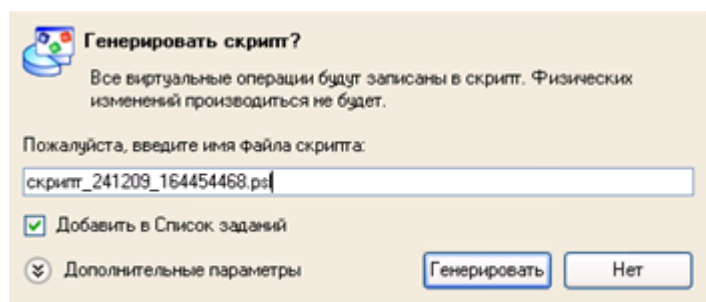 Генерировать скрипт?
Все виртуальные операции будут записаны в скрипт. Физических
изменений производиться не будет.
Пожалуйста, введите имя файла скрипта:
скрипт_241209_164454468.psl
Добавить в Список заданий
Дополнительные параметры
Генерировать
Нет